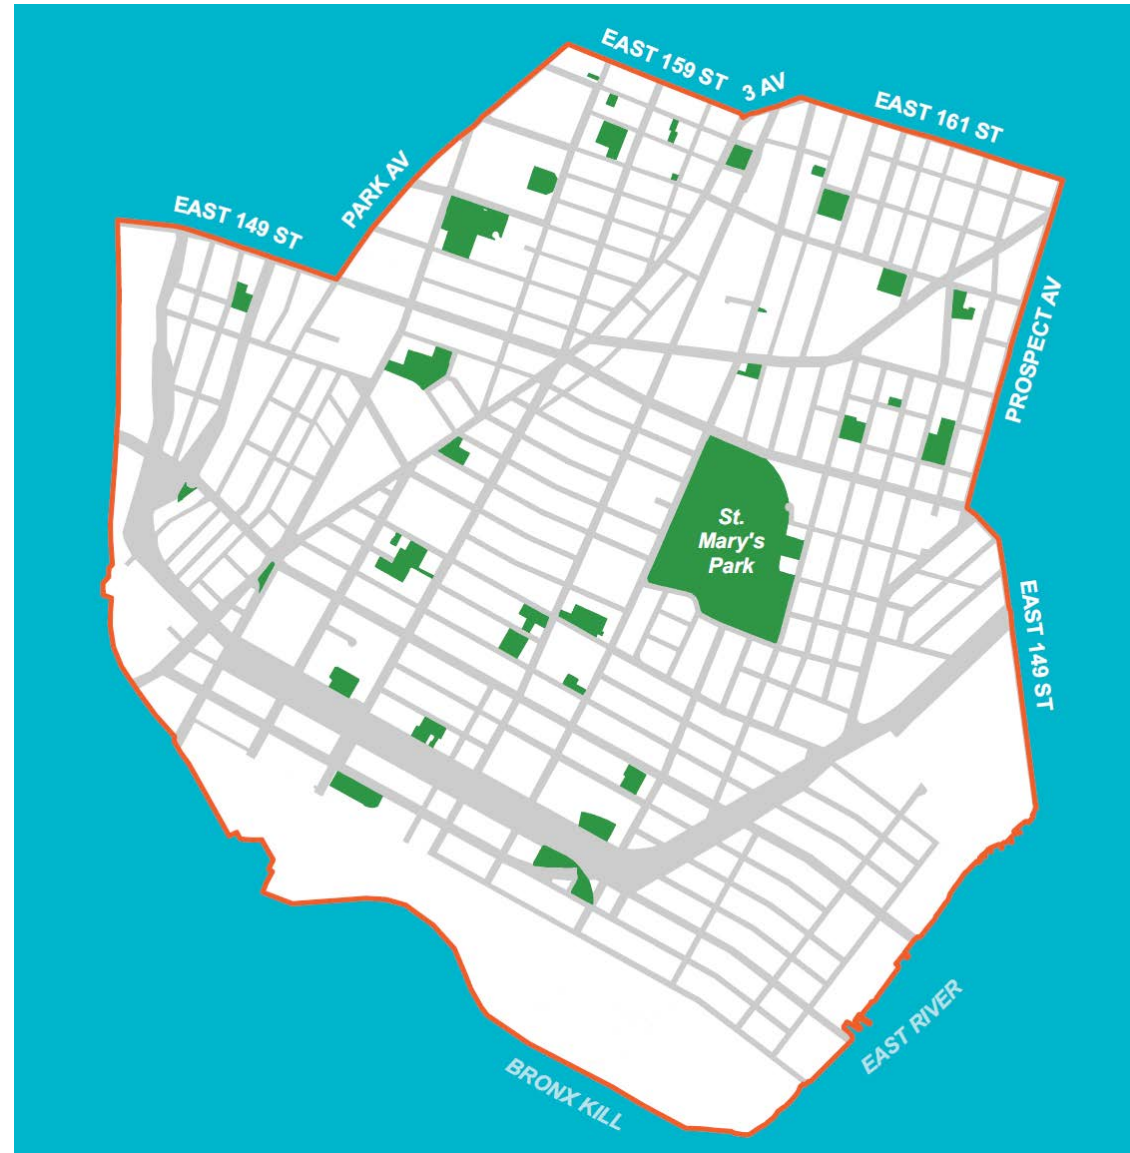 EAST 159 ST
3 AV
EAST 161 ST
PARK AV
EAST 149 ST
PROSPECT AV
St.
Mary's
Park
EAST 149 ST
EAST RIVER
BRONX KILL